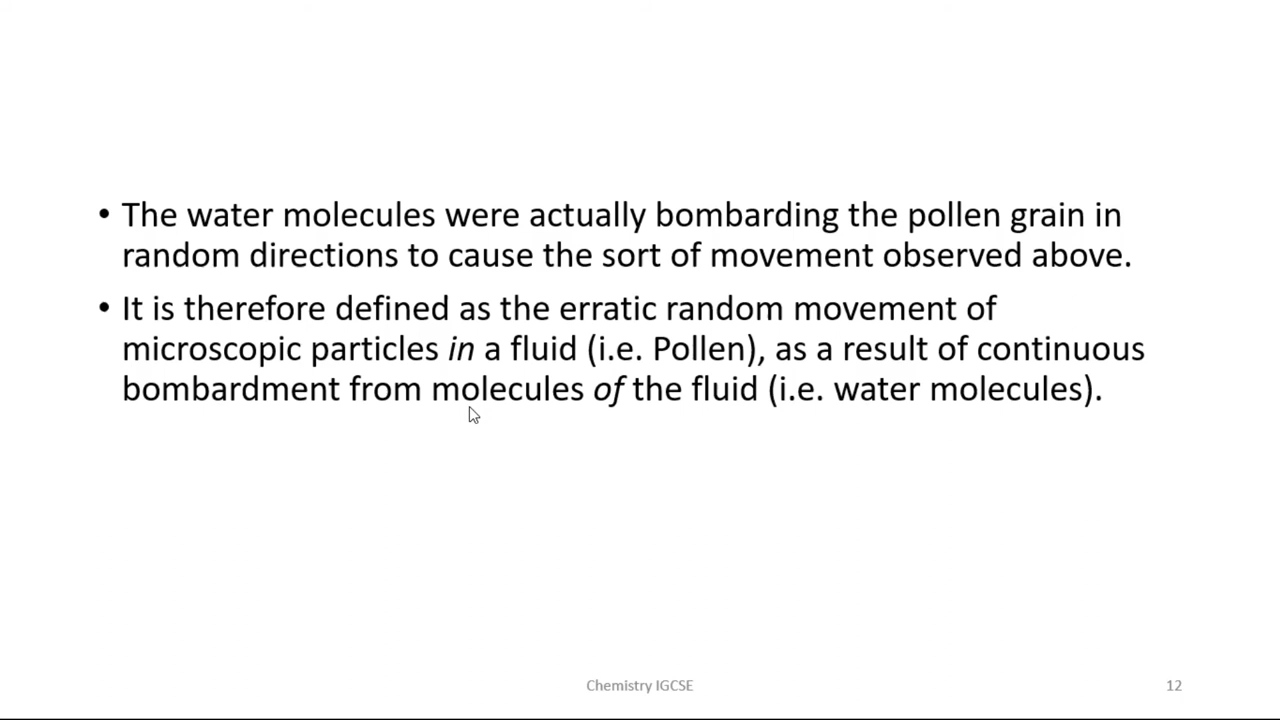 • The water molecules were actually bombarding the pollen grain in
random directions to cause the sort of movement observed above.
• It is therefore defined as the erratic random movement of
microscopic particles in a fluid (i.e. Pollen), as a result of continuous
bombardment from molecules of the fluid (i.e. water molecules).
Chemistry IGCSE
12